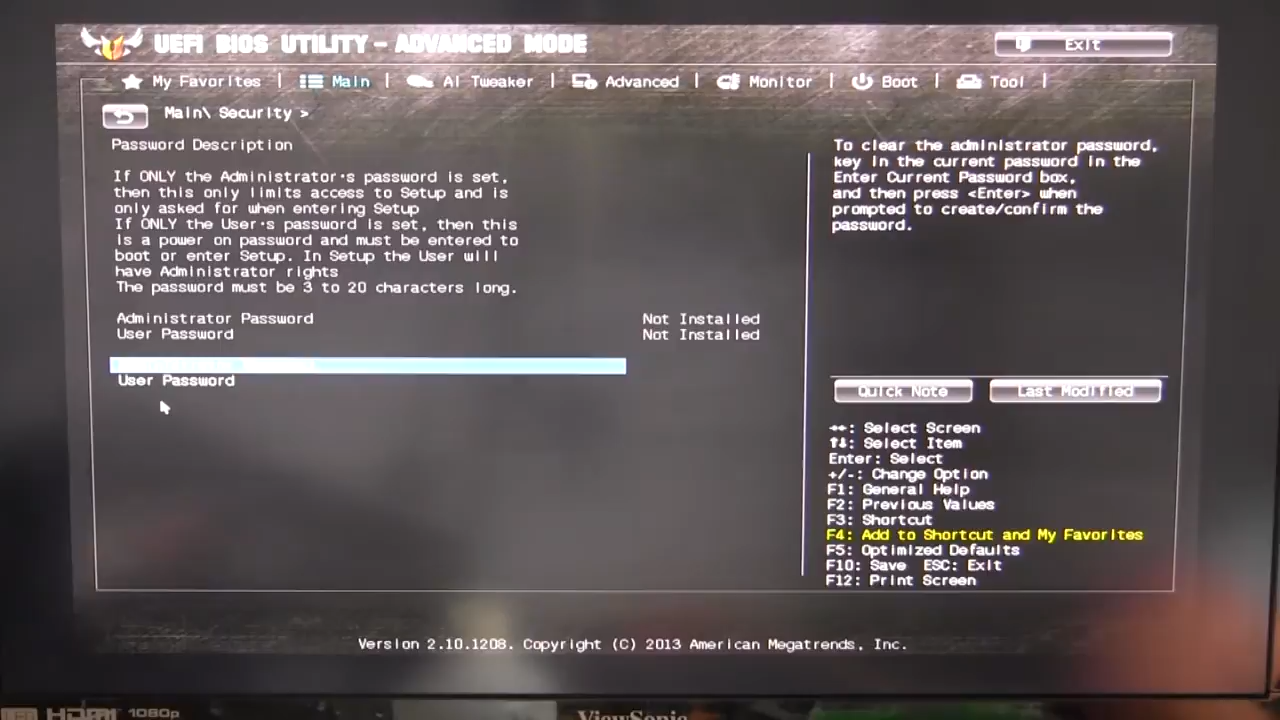 UEFI BIOS UTILITY - ADVANCED MODE
Exit
My Favorites | Main | Ai Tweaker | Advanced | Monitor | Boot | Tool |
Main\ Security >
Password Description
If ONLY the Administrator's password is set,
then this only limits access to Setup and is
only asked for when entering Setup
If ONLY the User's password is set, then this
is a power on password and must be entered to
boot or enter Setup. In Setup the User will
have Administrator rights
The password must be 3 to 20 characters long.
Administrator Password Not Installed
User Password Not Installed
User Password
To clear the administrator password,
key in the current password in the
Enter Current Password box,
and then press <Enter> when
prompted to create/confirm the
password.
Quick Note
Last Modified
→←: Select Screen
↑↓: Select Item
Enter: Select
+/-: Change Option
F1: General Help
F2: Previous Values
F3: Shortcut
F4: Add to Shortcut and My Favorites
F5: Optimized Defaults
F10: Save ESC: Exit
F12: Print Screen
Version 2.10.1208. Copyright (C) 2013 American Megatrends, Inc.
HDMI 1080p
ViewSonic